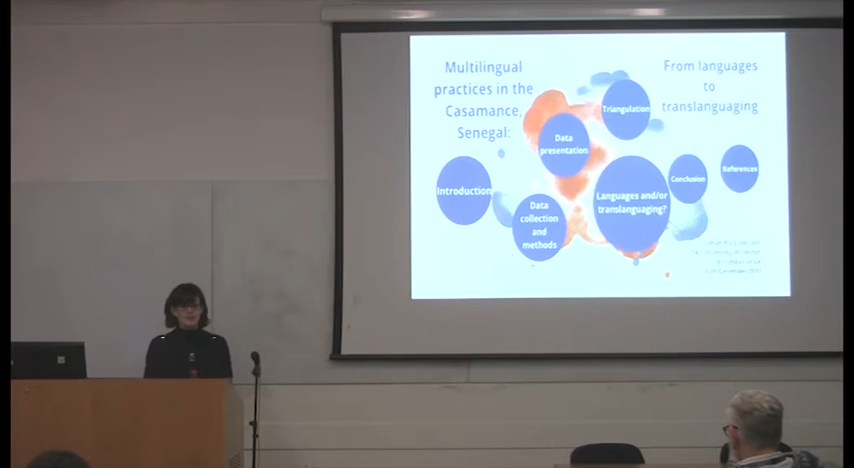 Multilingual
practices in the
Casamance,
Senegal:
From languages
to
translanguaging
Introduction
Data
collection
and
methods
Data
presentation
Triangulation
Languages and/or
translanguaging?
Conclusion
References